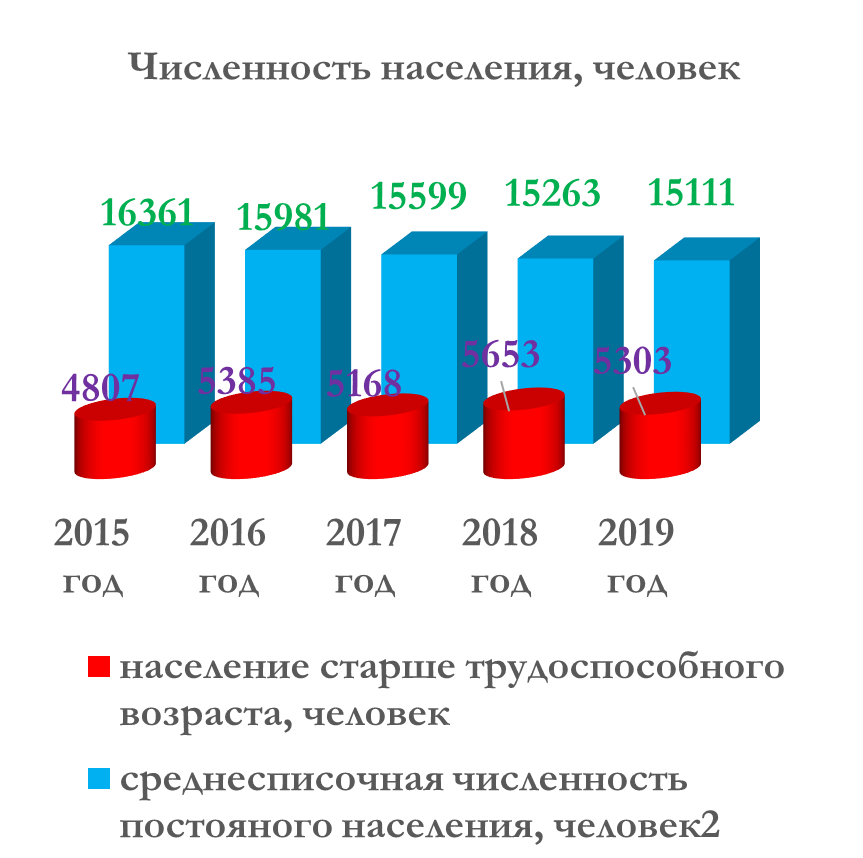 Численность населения, человек
16361 15981 15599 15263 15111
4807 5385 5168 5653 5303
2015 год 2016 год 2017 год 2018 год 2019 год
население старше трудоспособного
возраста, человек
среднесписочная численность
постояного населения, человек2